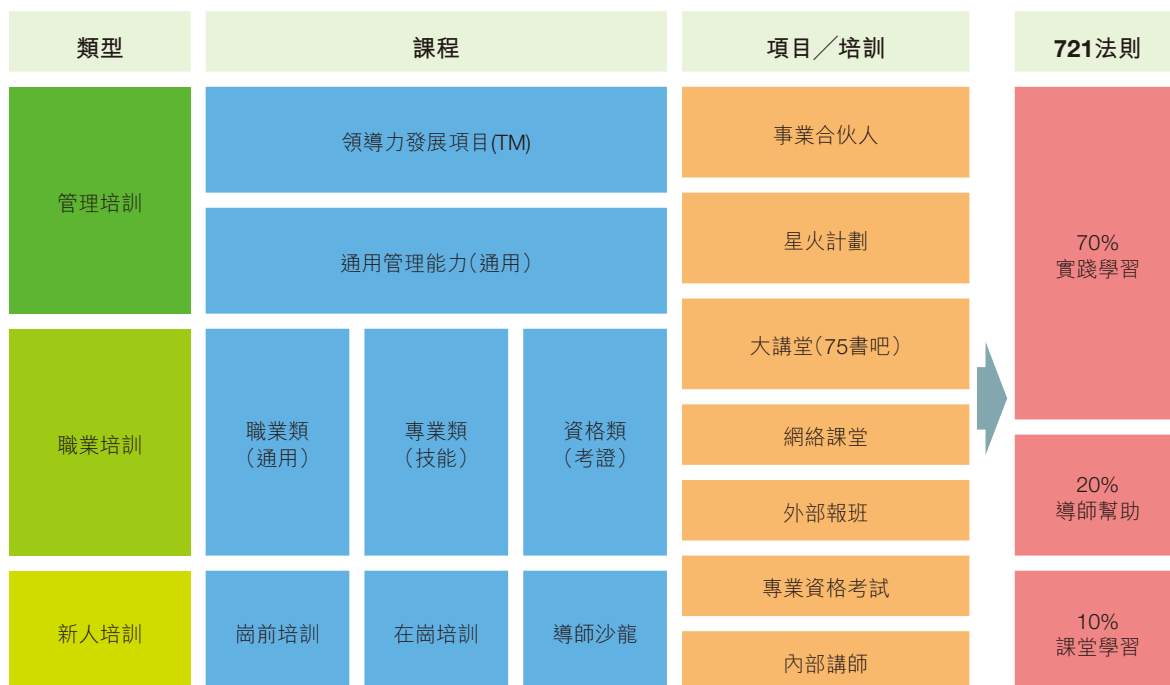 類型
課程
項目／培訓
721法則
管理培訓
領導力發展項目(TM)
通用管理能力（通用）
職業培訓
職業類
（通用）
專業類
（技能）
資格類
（考證）
新人培訓
崗前培訓
在崗培訓
導師沙龍
事業合伙人
星火計劃
大講堂（75書吧）
網絡課堂
外部報班
專業資格考試
內部講師
70%
實踐學習
20%
導師幫助
10%
課堂學習